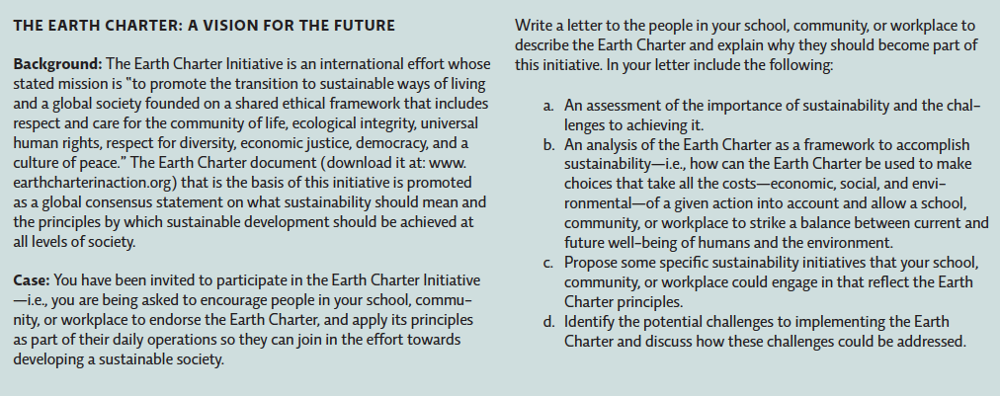 THE EARTH CHARTER: A VISION FOR THE FUTURE
Background: The Earth Charter Initiative is an international effort whose
stated mission is "to promote the transition to sustainable ways of living
and a global society founded on a shared ethical framework that includes
respect and care for the community of life, ecological integrity, universal
human rights, respect for diversity, economic justice, democracy, and a
culture of peace." The Earth Charter document (download it at: www.
earthcharterinaction.org) that is the basis of this initiative is promoted
as a global consensus statement on what sustainability should mean and
the principles by which sustainable development should be achieved at
all levels of society.
Case: You have been invited to participate in the Earth Charter Initiative
—i.e., you are being asked to encourage people in your school, commu-
nity, or workplace to endorse the Earth Charter, and apply its principles
as part of their daily operations so they can join in the effort towards
developing a sustainable society.
Write a letter to the people in your school, community, or workplace to
describe the Earth Charter and explain why they should become part of
this initiative. In your letter include the following:
a. An assessment of the importance of sustainability and the chal-
lenges to achieving it.
b. An analysis of the Earth Charter as a framework to accomplish
sustainability—i.e., how can the Earth Charter be used to make
choices that take all the costs—economic, social, and envi-
ronmental—of a given action into account and allow a school,
community, or workplace to strike a balance between current and
future well-being of humans and the environment.
c. Propose some specific sustainability initiatives that your school,
community, or workplace could engage in that reflect the Earth
Charter principles.
d. Identify the potential challenges to implementing the Earth
Charter and discuss how these challenges could be addressed.